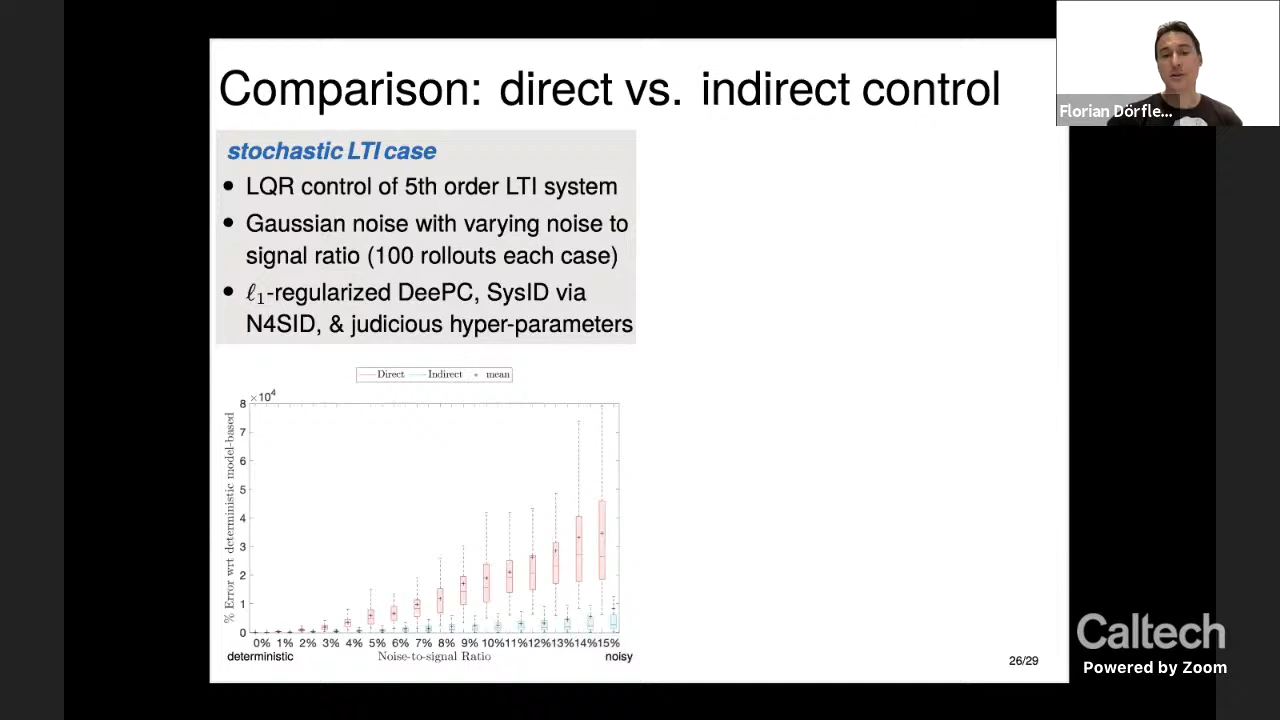 Comparison: direct vs. indirect control
Florian Dörfle...
stochastic LTI case
• LQR control of 5th order LTI system
• Gaussian noise with varying noise to
signal ratio (100 rollouts each case)
• ℓ₁-regularized DeePC, SysID via
N4SID, & judicious hyper-parameters
Direct Indirect mean
×10⁴
8
7
6
5
4
3
2
1
0
% Error wrt deterministic model-based
0% 1% 2% 3% 4% 5% 6% 7% 8% 9% 10% 11% 12% 13% 14% 15%
deterministic Noise-to-signal Ratio noisy
26/29
Caltech
Powered by Zoom